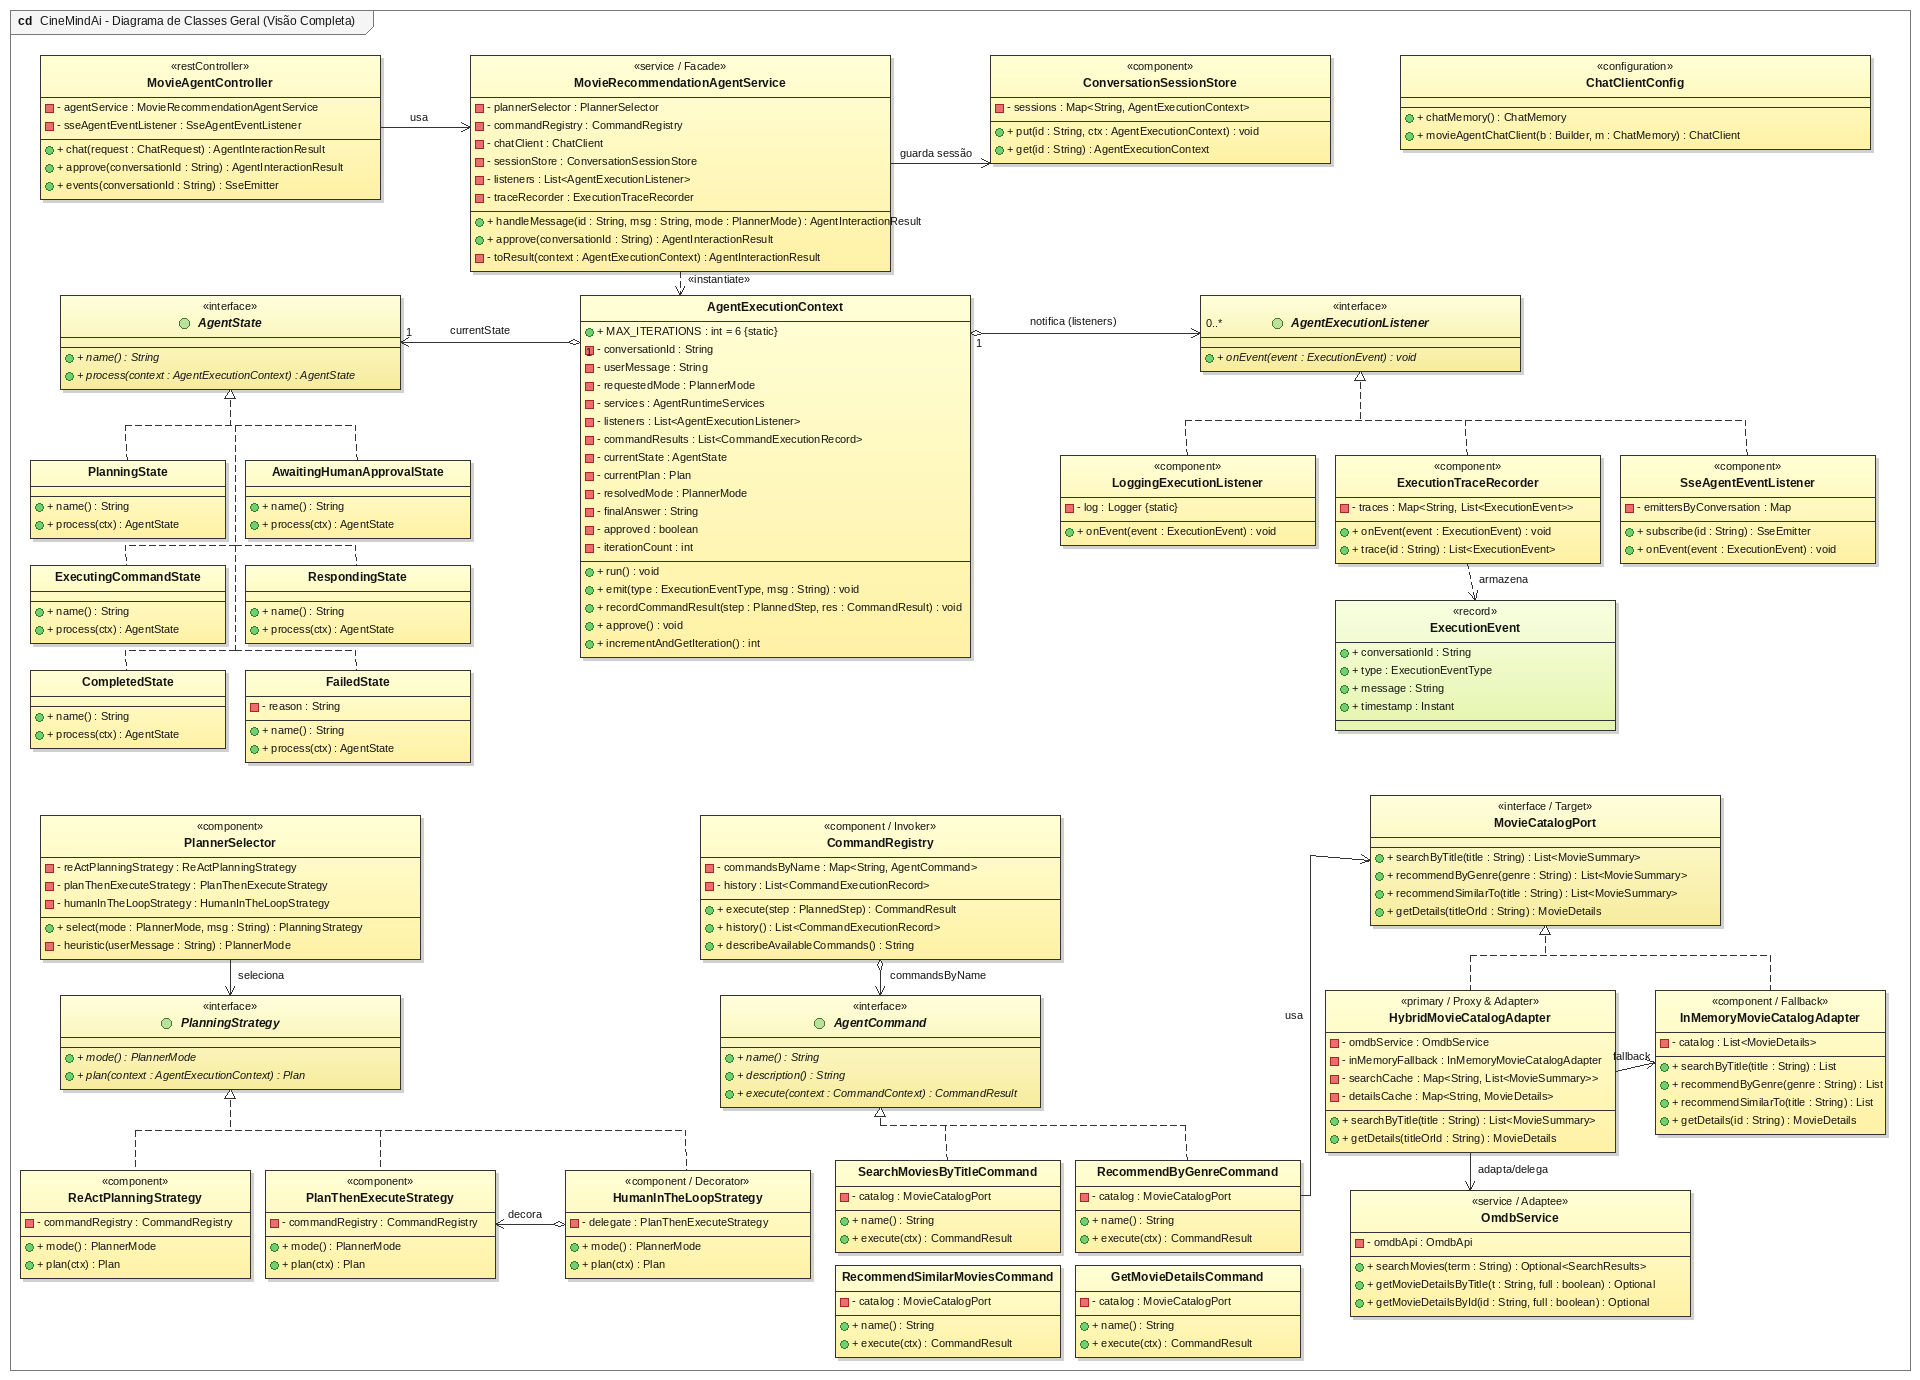 cd CineMindAi - Diagrama de Classes Geral (Visão Completa)
«restController»
MovieAgentController
- agentService : MovieRecommendationAgentService
- sseAgentEventListener : SseAgentEventListener
+ chat(request : ChatRequest) : AgentInteractionResult
+ approve(conversationId : String) : AgentInteractionResult
+ events(conversationId : String) : SseEmitter
usa
«service / Facade»
MovieRecommendationAgentService
- plannerSelector : PlannerSelector
- commandRegistry : CommandRegistry
- chatClient : ChatClient
- sessionStore : ConversationSessionStore
- listeners : List<AgentExecutionListener>
- traceRecorder : ExecutionTraceRecorder
+ handleMessage(id : String, msg : String, mode : PlannerMode) : AgentInteractionResult
+ approve(conversationId : String) : AgentInteractionResult
- toResult(context : AgentExecutionContext) : AgentInteractionResult
guarda sessão
«component»
ConversationSessionStore
- sessions : Map<String, AgentExecutionContext>
+ put(id : String, ctx : AgentExecutionContext) : void
+ get(id : String) : AgentExecutionContext
«configuration»
ChatClientConfig
+ chatMemory() : ChatMemory
+ movieAgentChatClient(b : Builder, m : ChatMemory) : ChatClient
«instantiate»
«interface»
AgentState
+ name() : String
+ process(context : AgentExecutionContext) : AgentState
1
currentState
AgentExecutionContext
+ MAX_ITERATIONS : int = 6 {static}
1
- conversationId : String
- userMessage : String
- requestedMode : PlannerMode
- services : AgentRuntimeServices
- listeners : List<AgentExecutionListener>
- commandResults : List<CommandExecutionRecord>
- currentState : AgentState
- currentPlan : Plan
- resolvedMode : PlannerMode
- finalAnswer : String
- approved : boolean
- iterationCount : int
+ run() : void
+ emit(type : ExecutionEventType, msg : String) : void
+ recordCommandResult(step : PlannedStep, res : CommandResult) : void
+ approve() : void
+ incrementAndGetIteration() : int
notifica (listeners)
1
0..*
«interface»
AgentExecutionListener
+ onEvent(event : ExecutionEvent) : void
PlanningState
+ name() : String
+ process(ctx) : AgentState
AwaitingHumanApprovalState
+ name() : String
+ process(ctx) : AgentState
ExecutingCommandState
+ name() : String
+ process(ctx) : AgentState
RespondingState
+ name() : String
+ process(ctx) : AgentState
CompletedState
+ name() : String
+ process(ctx) : AgentState
FailedState
- reason : String
+ name() : String
+ process(ctx) : AgentState
«component»
LoggingExecutionListener
- log : Logger {static}
+ onEvent(event : ExecutionEvent) : void
«component»
ExecutionTraceRecorder
- traces : Map<String, List<ExecutionEvent>>
+ onEvent(event : ExecutionEvent) : void
+ trace(id : String) : List<ExecutionEvent>
«component»
SseAgentEventListener
- emittersByConversation : Map
+ subscribe(id : String) : SseEmitter
+ onEvent(event : ExecutionEvent) : void
armazena
«record»
ExecutionEvent
+ conversationId : String
+ type : ExecutionEventType
+ message : String
+ timestamp : Instant
«component»
PlannerSelector
- reActPlanningStrategy : ReActPlanningStrategy
- planThenExecuteStrategy : PlanThenExecuteStrategy
- humanInTheLoopStrategy : HumanInTheLoopStrategy
+ select(mode : PlannerMode, msg : String) : PlanningStrategy
- heuristic(userMessage : String) : PlannerMode
seleciona
«interface»
PlanningStrategy
+ mode() : PlannerMode
+ plan(context : AgentExecutionContext) : Plan
«component»
ReActPlanningStrategy
- commandRegistry : CommandRegistry
+ mode() : PlannerMode
+ plan(ctx) : Plan
«component»
PlanThenExecuteStrategy
- commandRegistry : CommandRegistry
+ mode() : PlannerMode
+ plan(ctx) : Plan
decora
«component / Decorator»
HumanInTheLoopStrategy
- delegate : PlanThenExecuteStrategy
+ mode() : PlannerMode
+ plan(ctx) : Plan
«component / Invoker»
CommandRegistry
- commandsByName : Map<String, AgentCommand>
- history : List<CommandExecutionRecord>
+ execute(step : PlannedStep) : CommandResult
+ history() : List<CommandExecutionRecord>
+ describeAvailableCommands() : String
commandsByName
«interface»
AgentCommand
+ name() : String
+ description() : String
+ execute(context : CommandContext) : CommandResult
SearchMoviesByTitleCommand
- catalog : MovieCatalogPort
+ name() : String
+ execute(ctx) : CommandResult
RecommendByGenreCommand
- catalog : MovieCatalogPort
+ name() : String
+ execute(ctx) : CommandResult
RecommendSimilarMoviesCommand
- catalog : MovieCatalogPort
+ name() : String
+ execute(ctx) : CommandResult
GetMovieDetailsCommand
- catalog : MovieCatalogPort
+ name() : String
+ execute(ctx) : CommandResult
usa
«interface / Target»
MovieCatalogPort
+ searchByTitle(title : String) : List<MovieSummary>
+ recommendByGenre(genre : String) : List<MovieSummary>
+ recommendSimilarTo(title : String) : List<MovieSummary>
+ getDetails(titleOrId : String) : MovieDetails
«primary / Proxy & Adapter»
HybridMovieCatalogAdapter
- omdbService : OmdbService
- inMemoryFallback : InMemoryMovieCatalogAdapter
- searchCache : Map<String, List<MovieSummary>>
- detailsCache : Map<String, MovieDetails>
+ searchByTitle(title : String) : List<MovieSummary>
+ getDetails(titleOrId : String) : MovieDetails
fallback
«component / Fallback»
InMemoryMovieCatalogAdapter
- catalog : List<MovieDetails>
+ searchByTitle(title : String) : List
+ recommendByGenre(genre : String) : List
+ recommendSimilarTo(title : String) : List
+ getDetails(id : String) : MovieDetails
adapta/delega
«service / Adaptee»
OmdbService
- omdbApi : OmdbApi
+ searchMovies(term : String) : Optional<SearchResults>
+ getMovieDetailsByTitle(t : String, full : boolean) : Optional
+ getMovieDetailsById(id : String, full : boolean) : Optional